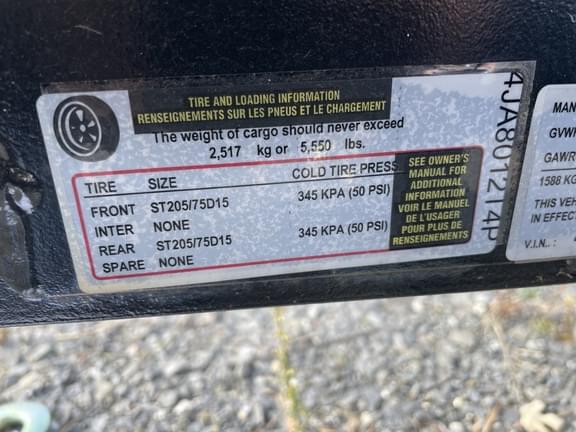 TIRE AND LOADING INFORMATION
RENSEIGNEMENTS SUR LES PNEUS ET LE CHARGEMENT
The weight of cargo should never exceed
2,517 kg or 5,550 lbs.
TIRE SIZE COLD TIRE PRESS
FRONT ST205/75D15 345 KPA (50 PSI)
INTER NONE
REAR ST205/75D15 345 KPA (50 PSI)
SPARE NONE
SEE OWNER'S
MANUAL FOR
ADDITIONAL
INFORMATION
VOIR LE MANUEL
DE L'USAGER
POUR PLUS DE
RENSEIGNEMENTS
MAN
GVWR
GAWR
1588 KG
THIS VEH
IN EFFEC
V.I.N.: